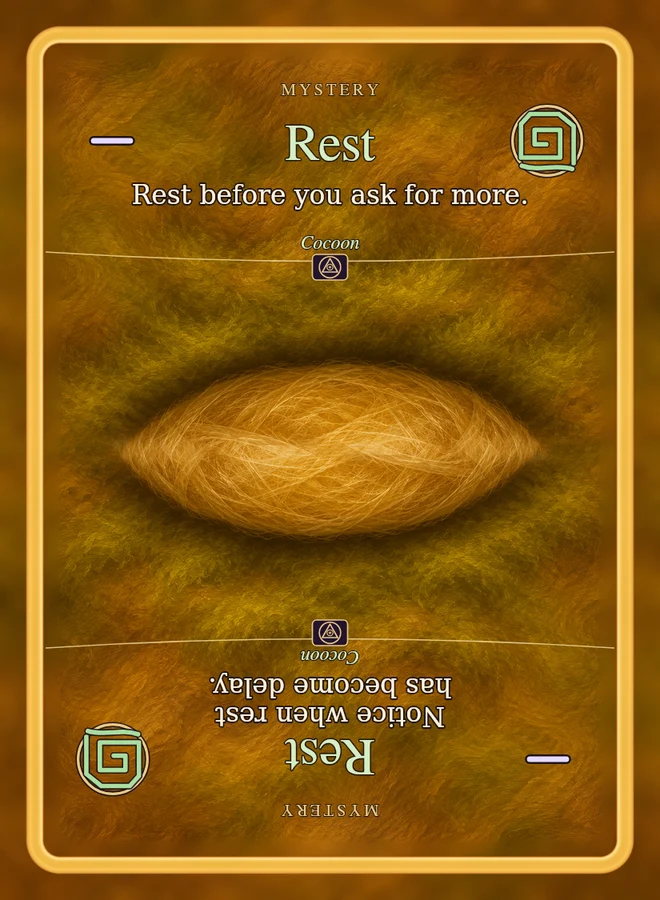 MYSTERY
Rest
Rest before you ask for more.
Cocoon
Cocoon
has become delay.
Notice when rest
Rest
MYSTERY